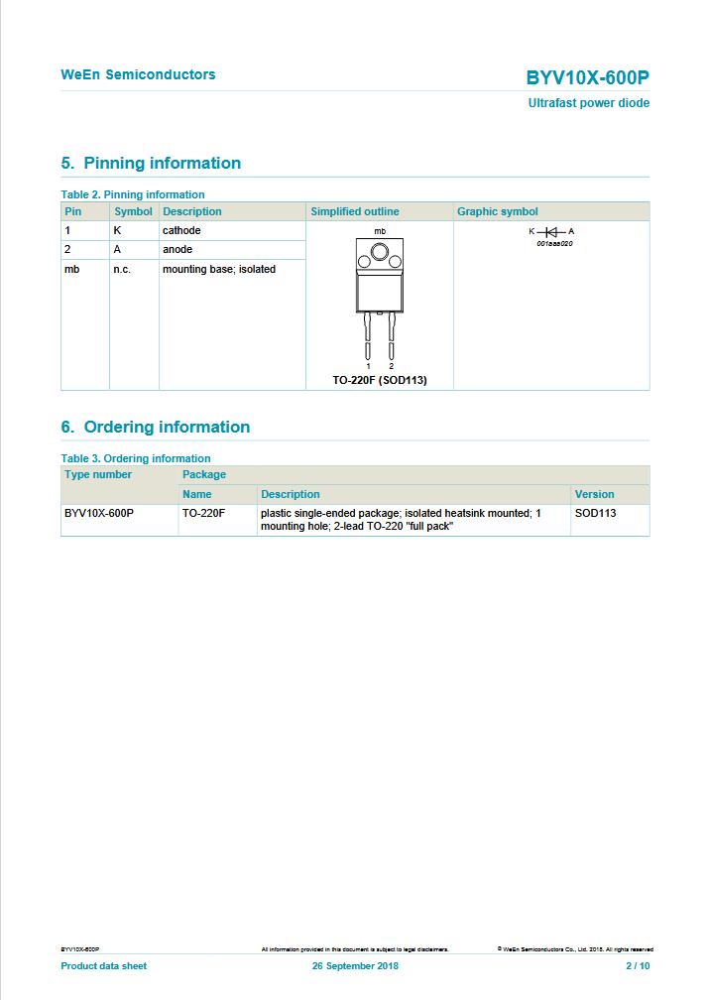 WeEn Semiconductors
BYV10X-600P
Ultrafast power diode
5. Pinning information
Table 2. Pinning information
Pin Symbol Description Simplified outline Graphic symbol
1 K cathode
2 A anode
mb n.c. mounting base; isolated
mb
1 2
TO-220F (SOD113)
K A
001aaa020
6. Ordering information
Table 3. Ordering information
Type number Package
Name Description Version
BYV10X-600P TO-220F plastic single-ended package; isolated heatsink mounted; 1 SOD113
mounting hole; 2-lead TO-220 "full pack"
BYV10X-600P All information provided in this document is subject to legal disclaimers. © WeEn Semiconductors Co., Ltd. 2018. All rights reserved
Product data sheet 26 September 2018 2 / 10